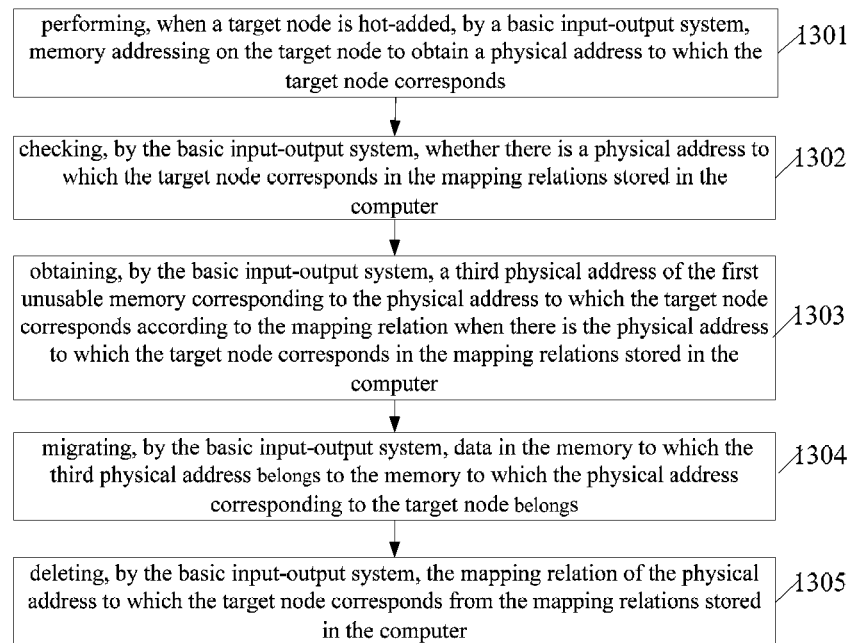 performing, when a target node is hot-added, by a basic input-output system,
memory addressing on the target node to obtain a physical address to which the
target node corresponds
1301
checking, by the basic input-output system, whether there is a physical address to
which the target node corresponds in the mapping relations stored in the
computer
1302
obtaining, by the basic input-output system, a third physical address of the first
unusable memory corresponding to the physical address to which the target node
corresponds according to the mapping relation when there is the physical address
to which the target node corresponds in the mapping relations stored in the
computer
1303
migrating, by the basic input-output system, data in the memory to which the
third physical address belongs to the memory to which the physical address
corresponding to the target node belongs
1304
deleting, by the basic input-output system, the mapping relation of the physical
address to which the target node corresponds from the mapping relations stored
in the computer
1305